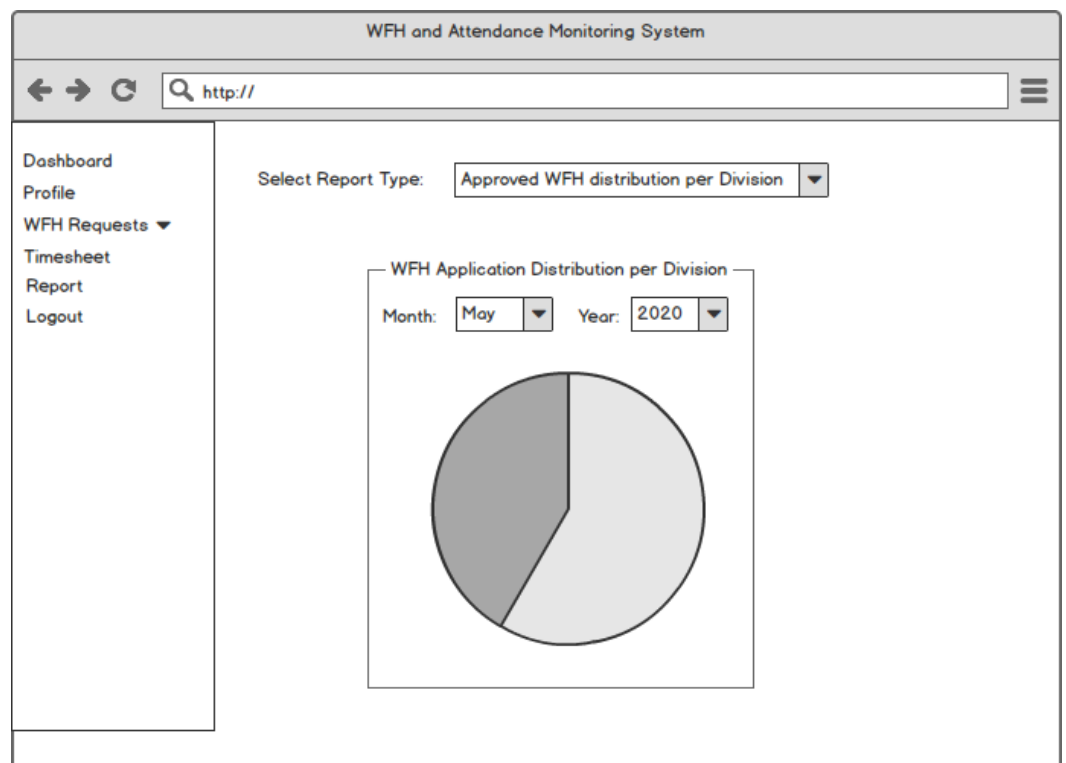 WFH and Attendance Monitoring System
http://
Dashboard
Profile
WFH Requests
Timesheet
Report
Logout
Select Report Type: Approved WFH distribution per Division
WFH Application Distribution per Division
Month: May Year: 2020